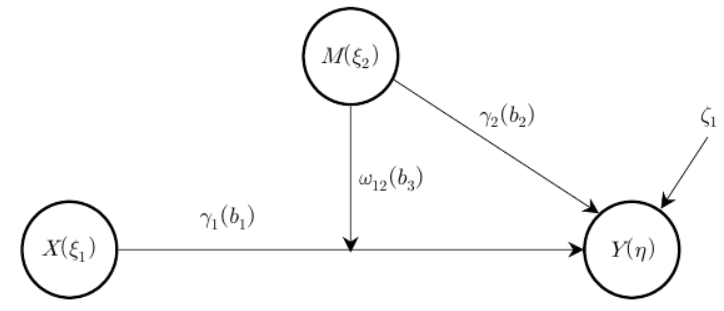 M(ξ₂)
γ₂(b₂)
ζ₁
ω₁₂(b₃)
γ₁(b₁)
X(ξ₁)
Y(η)